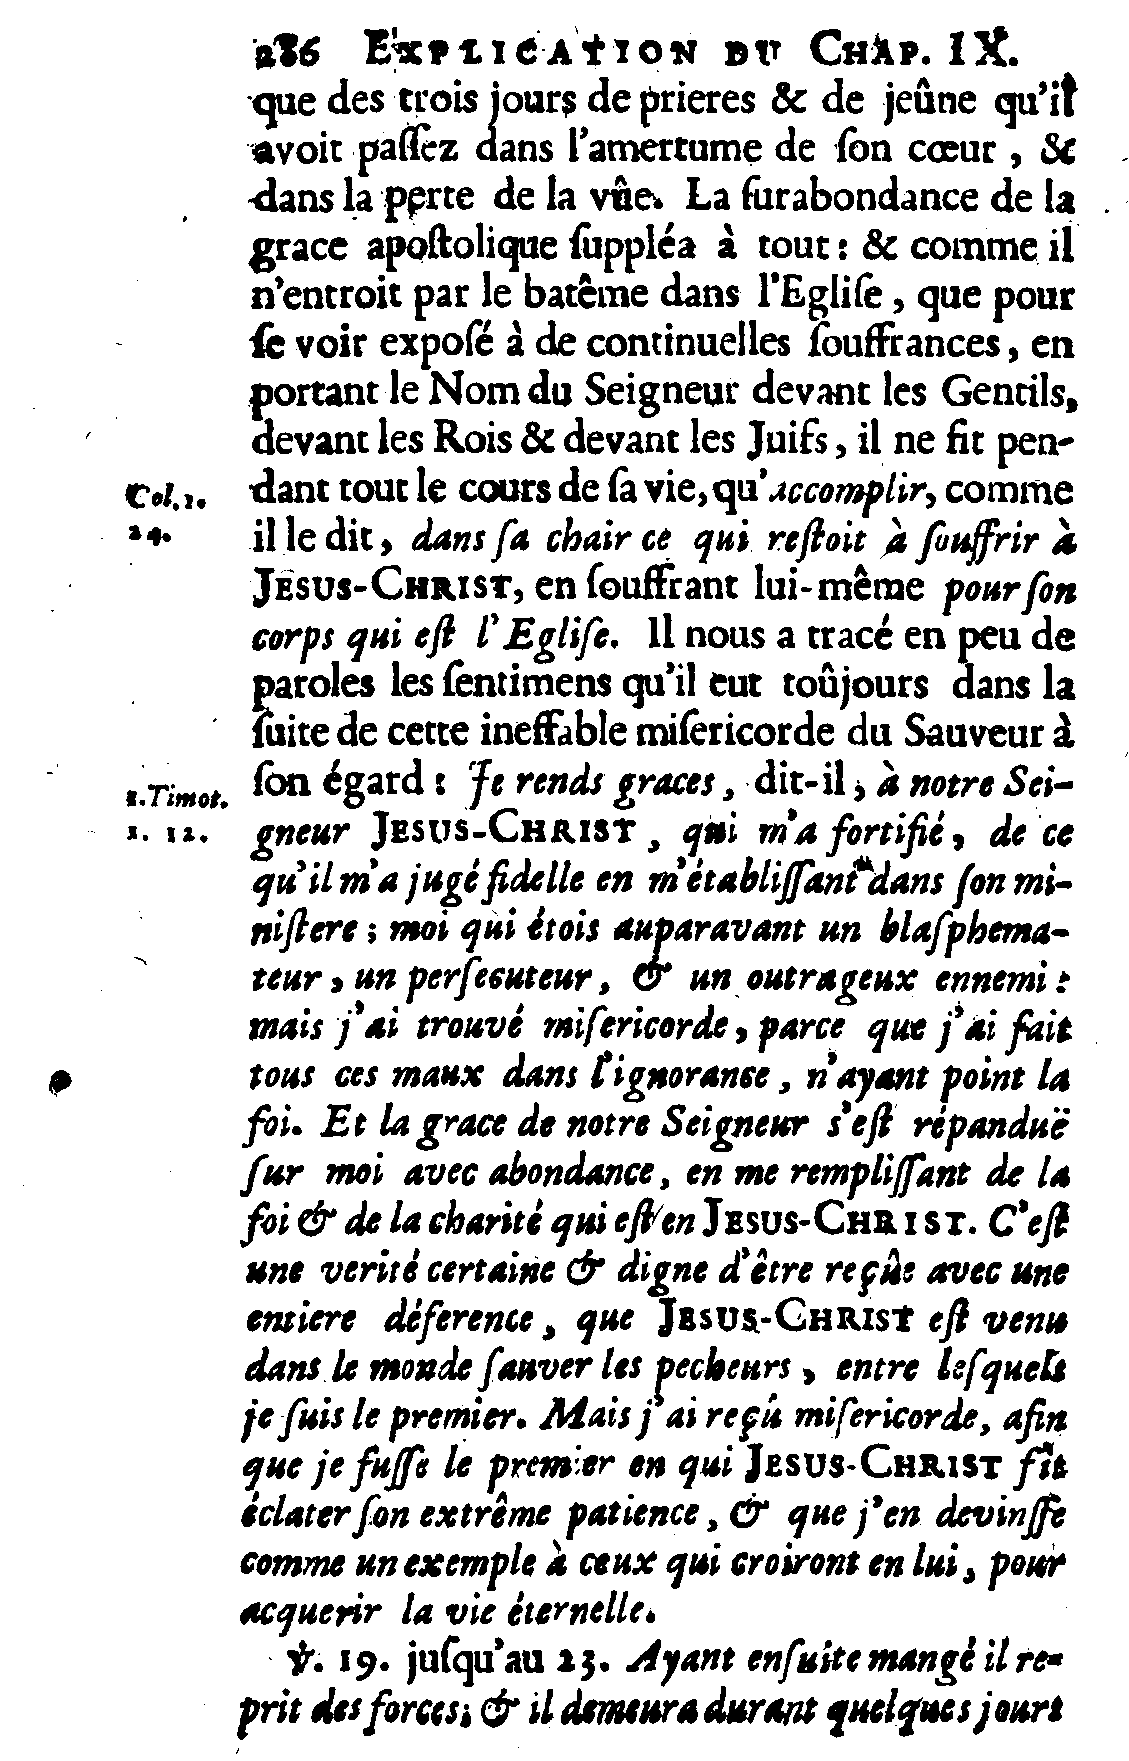 286 EXPLICATION DU CHAP. IX.
que des trois jours de prieres & de jeûne qu'il
avoit paſſez dans l'amertume de ſon cœur, &
dans la perte de la vûe. La ſurabondance de la
grace apoſtolique ſuppléa à tout : & comme il
n'entroit par le batême dans l'Egliſe, que pour
ſe voir expoſé à de continuelles ſouffrances, en
portant le Nom du Seigneur devant les Gentils,
devant les Rois & devant les Juifs, il ne fit pen-
Col. 1. dant tout le cours de ſa vie, qu'accomplir, comme
24. il le dit, dans ſa chair ce qui reſtoit à ſouffrir à
JESUS-CHRIST, en ſouffrant lui-même pour ſon
corps qui eſt l'Egliſe. Il nous a tracé en peu de
paroles les ſentimens qu'il eut toûjours dans la
ſuite de cette ineffable miſericorde du Sauveur à
1. Timot. ſon égard : Je rends graces, dit-il, à notre Sei-
1. 12. gneur JESUS-CHRIST, qui m'a fortifié, de ce
qu'il m'a jugé fidelle en m'établiſſant dans ſon mi-
niſtere ; moi qui étois auparavant un blaſphema-
teur, un perſecuteur, & un outrageux ennemi :
mais j'ai trouvé miſericorde, parce que j'ai fait
tous ces maux dans l'ignorance, n'ayant point la
foi. Et la grace de notre Seigneur s'eſt répanduë
ſur moi avec abondance, en me rempliſſant de la
foi & de la charité qui eſt en JESUS-CHRIST. C'eſt
une verité certaine & digne d'être reçûe avec une
entiere déference, que JESUS-CHRIST eſt venu
dans le monde ſauver les pecheurs, entre leſquels
je ſuis le premier. Mais j'ai reçû miſericorde, afin
que je fuſſe le premier en qui JESUS-CHRIST fît
éclater ſon extrême patience, & que j'en devinſſe
comme un exemple à ceux qui croiront en lui, pour
acquerir la vie éternelle.
℣. 19. juſqu'au 23. Ayant enſuite mangé il re-
prit des forces; & il demeura durant quelques jours